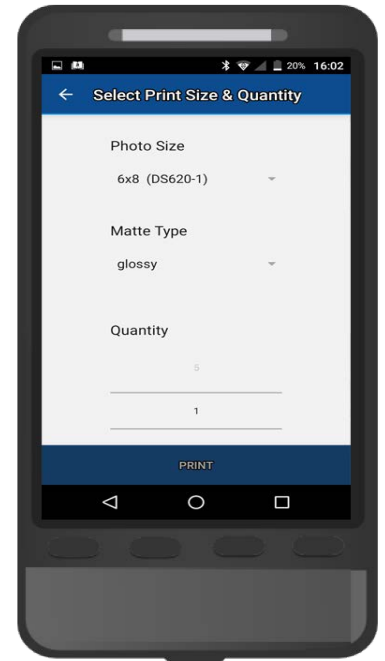 20% 16:02
Select Print Size & Quantity
Photo Size
6x8 (DS620-1)
Matte Type
glossy
Quantity
5
1
PRINT